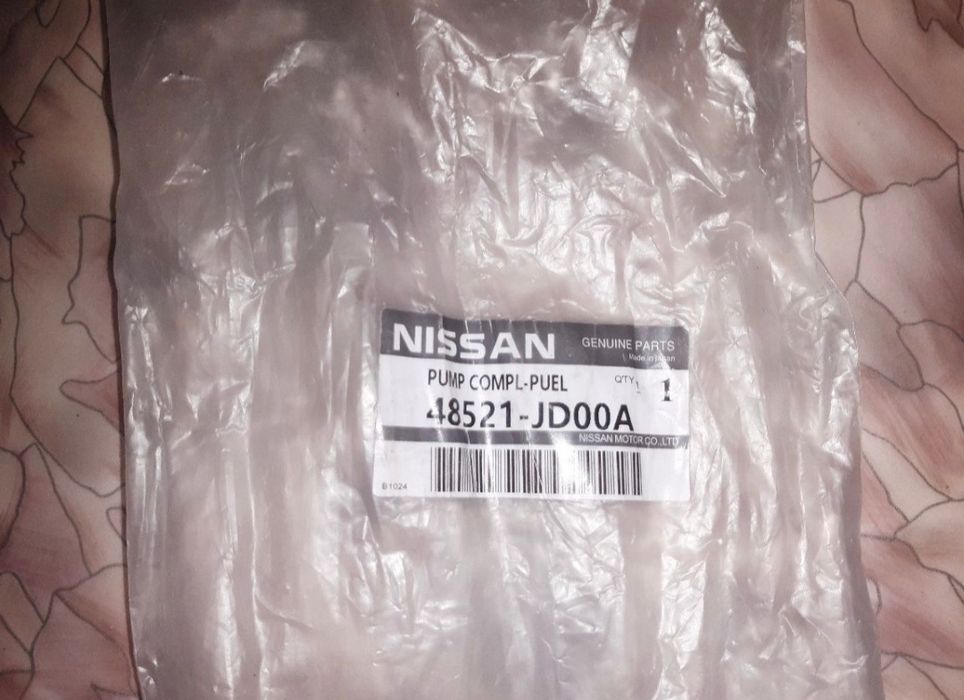 NISSAN GENUINE PARTS
Made in Japan
PUMP COMPL-PUEL QTY 1
48521-JD00A
NISSAN MOTOR CO.,LTD
B1024